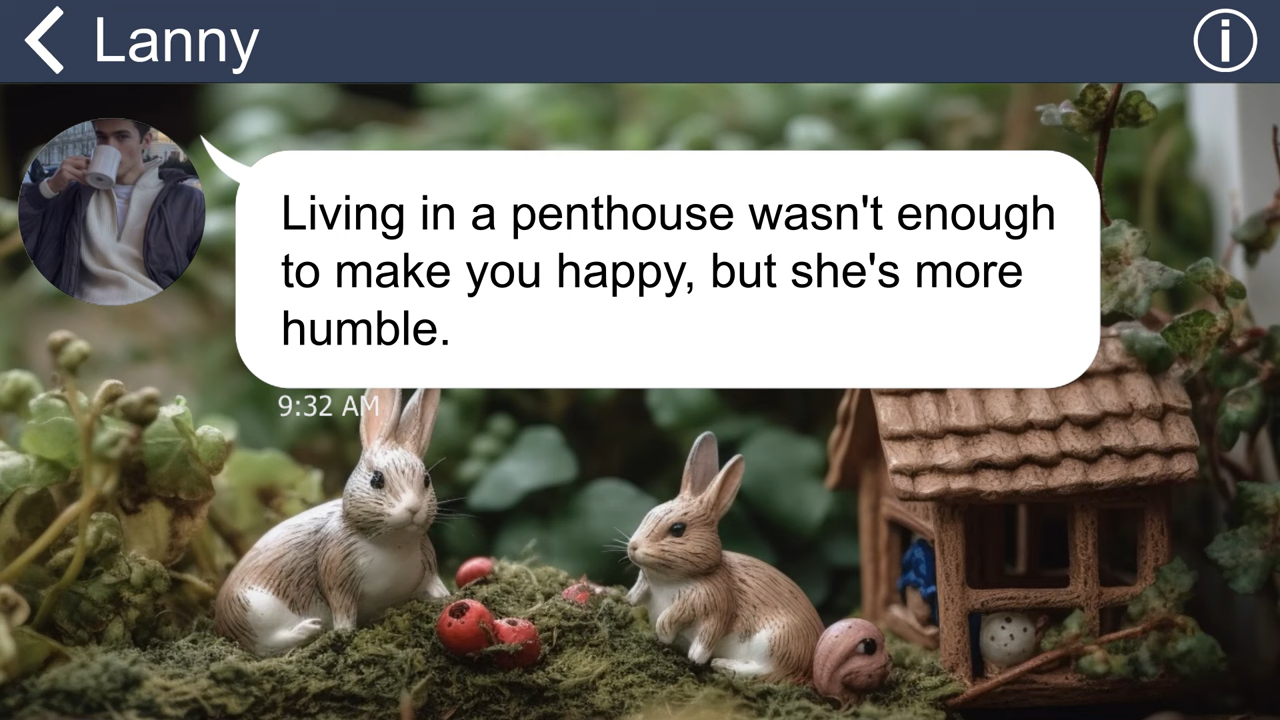 Lanny
Living in a penthouse wasn't enough
to make you happy, but she's more
humble.
9:32 AM